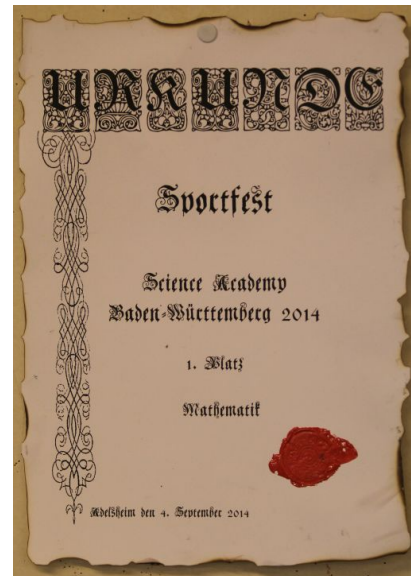 URKUNDE
Sportfest
Science Academy
Baden-Württemberg 2014
1. Platz
Mathematik
Adelsheim den 4. September 2014